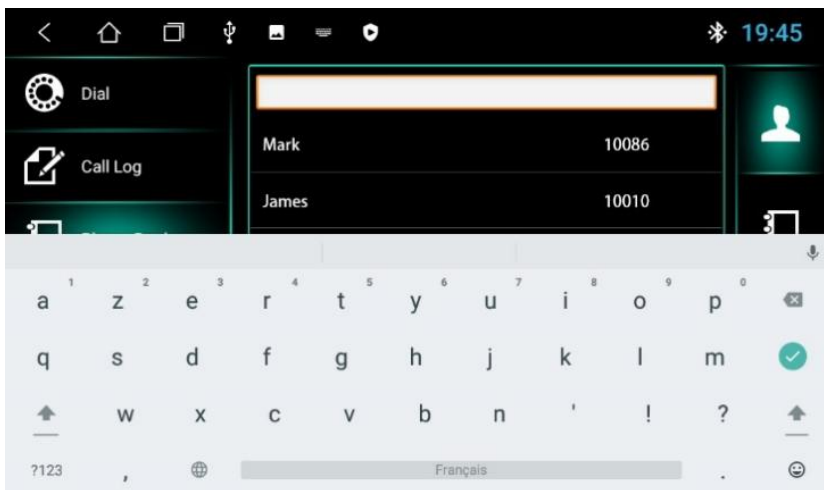 19:45
Dial
Call Log
Mark 10086
James 10010
1 2 3 4 5 6 7 8 9 0
a z e r t y u i o p
q s d f g h j k l m
w x c v b n ' ! ?
?123 , Français .